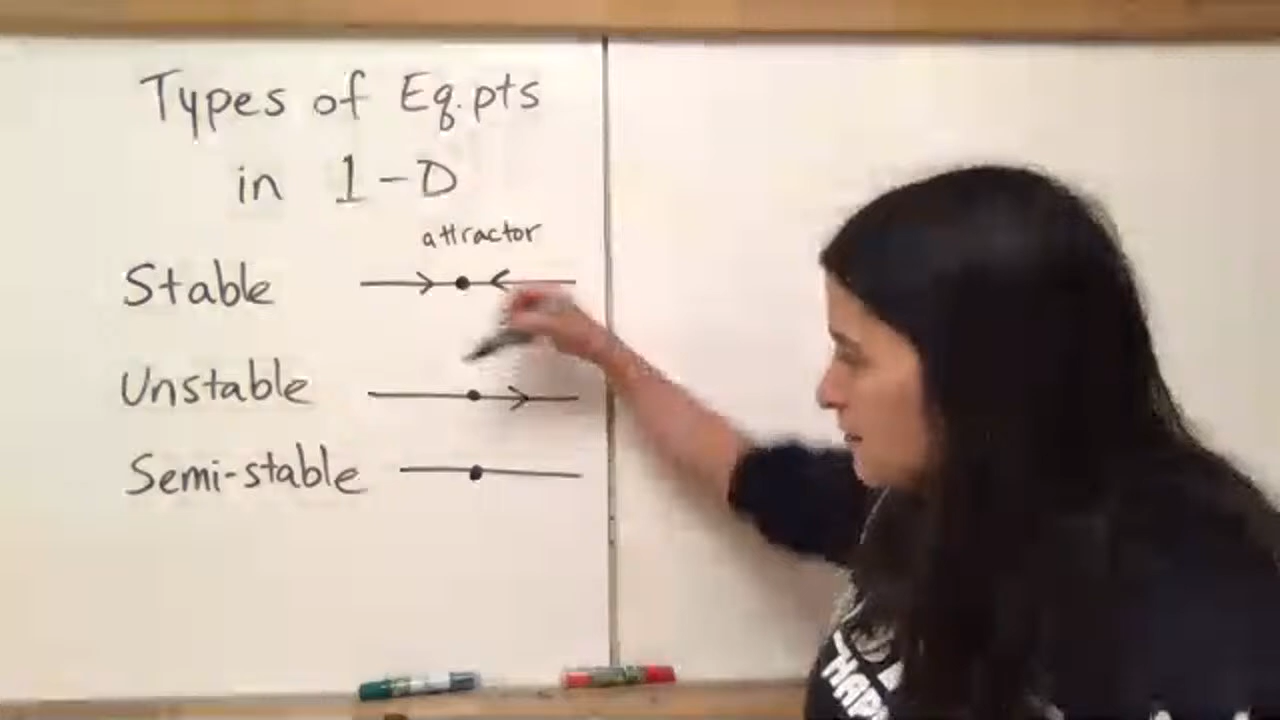 Types of Eq.pts
in 1-D
attractor
Stable
Unstable
Semi-stable